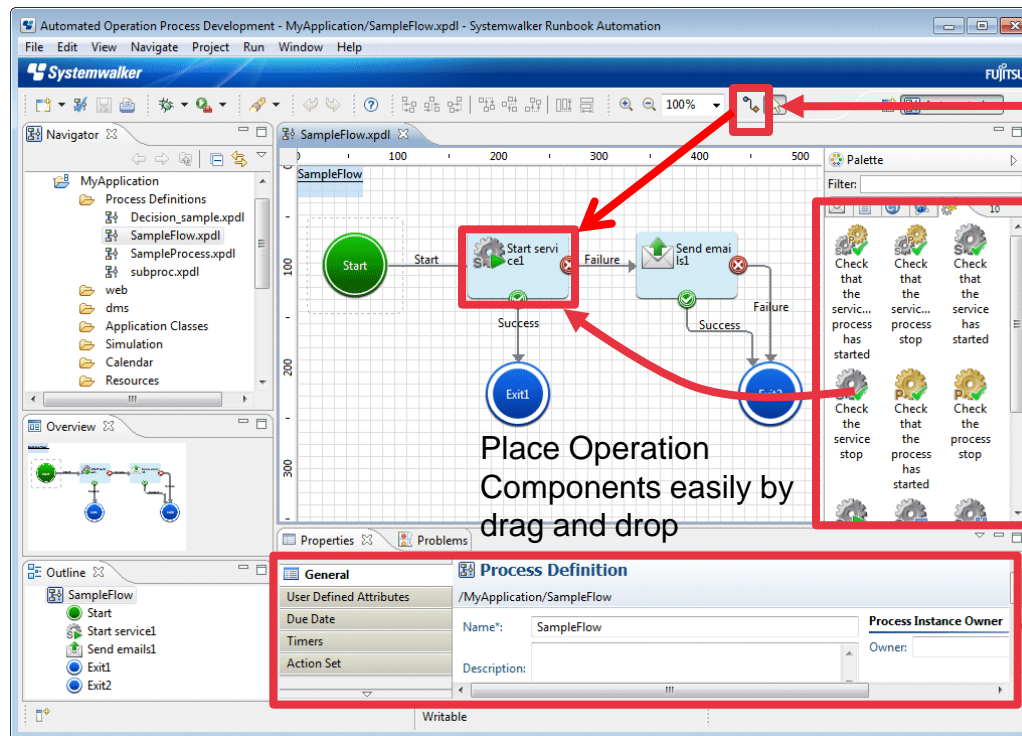 Automated Operation Process Development - MyApplication/SampleFlow.xpdl - Systemwalker Runbook Automation
File Edit View Navigate Project Run Window Help
Systemwalker
FUJITSU
100%
Navigator
MyApplication
Process Definitions
Decision_sample.xpdl
SampleFlow.xpdl
SampleProcess.xpdl
subproc.xpdl
web
dms
Application Classes
Simulation
Calendar
Resources
Overview
Outline
SampleFlow
Start
Start service1
Send emails1
Exit1
Exit2
SampleFlow.xpdl
0 100 200 300 400 500
100
200
300
SampleFlow
Start
Start
Start servi
ce1
Failure
Send emai
ls1
Success
Success
Failure
Exit1
Place Operation
Components easily by
drag and drop
Palette
Filter:
10
Check
that
the
servic...
process
has
started
Check
that
the
servic...
process
stop
Check
that
the
service
has
started
Check
the
service
stop
Check
that
the
process
has
started
Check
the
process
stop
Properties
Problems
General
User Defined Attributes
Due Date
Timers
Action Set
Process Definition
/MyApplication/SampleFlow
Name*: SampleFlow
Description:
Process Instance Owner
Owner:
Writable